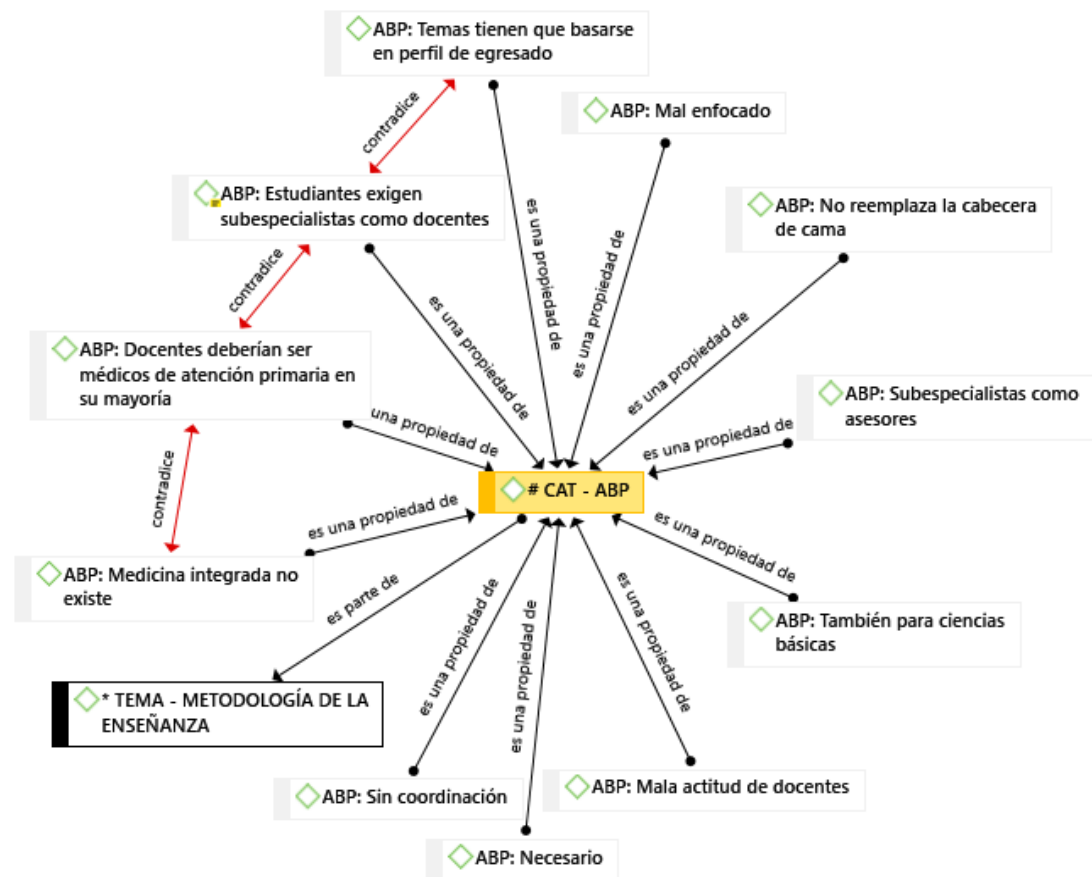 ABP: Temas tienen que basarse
en perfil de egresado
contradice
ABP: Mal enfocado
ABP: Estudiantes exigen
subespecialistas como docentes
es una propiedad de
es una propiedad de
ABP: No reemplaza la cabecera
de cama
contradice
es una propiedad de
es una propiedad de
ABP: Docentes deberían ser
médicos de atención primaria en
su mayoría
ABP: Subespecialistas como
asesores
una propiedad de
es una propiedad de
contradice
# CAT - ABP
es una propiedad de
es una propiedad de
ABP: Medicina integrada no
existe
es parte de
es una propiedad de
es una propiedad de
es una propiedad de
ABP: También para ciencias
básicas
* TEMA - METODOLOGÍA DE LA
ENSEÑANZA
ABP: Sin coordinación
ABP: Mala actitud de docentes
ABP: Necesario